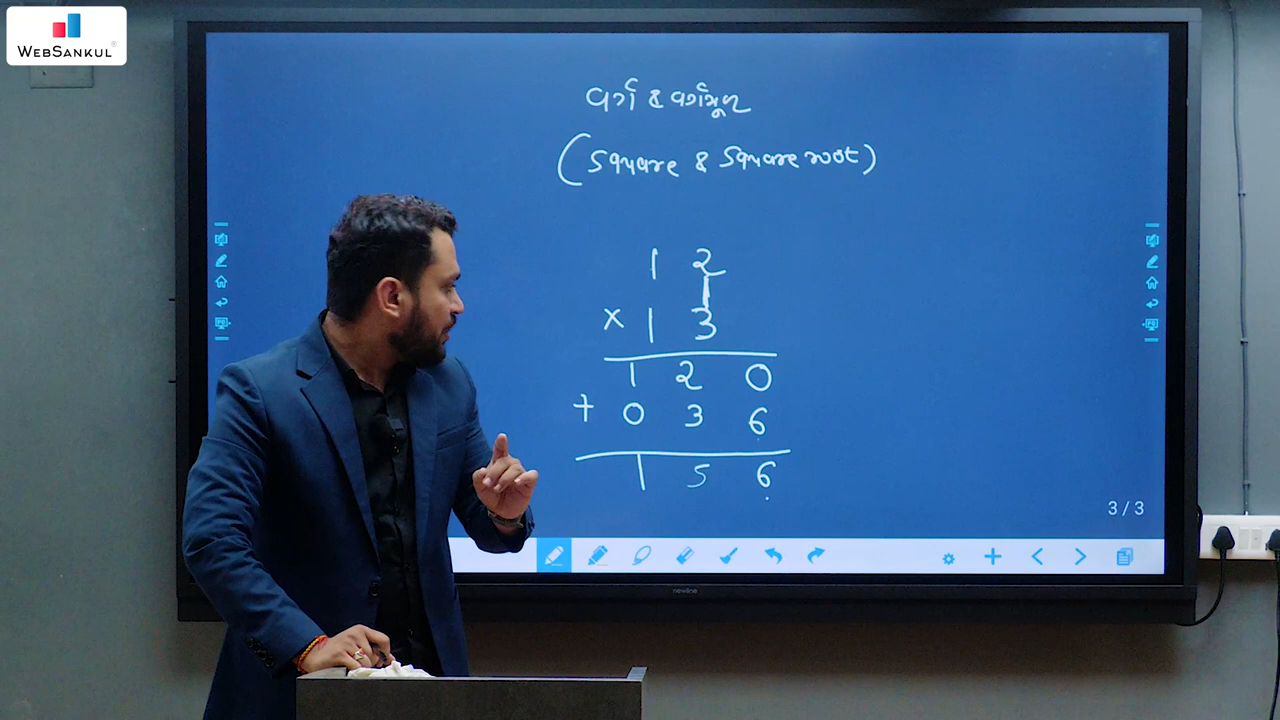 WEBSANKUL®
વર્ગ & વર્ગમૂળ
(Square & Square root)
1 2
x 1 3
1 2 0
+ 0 3 6
1 5 6
3 / 3
newline